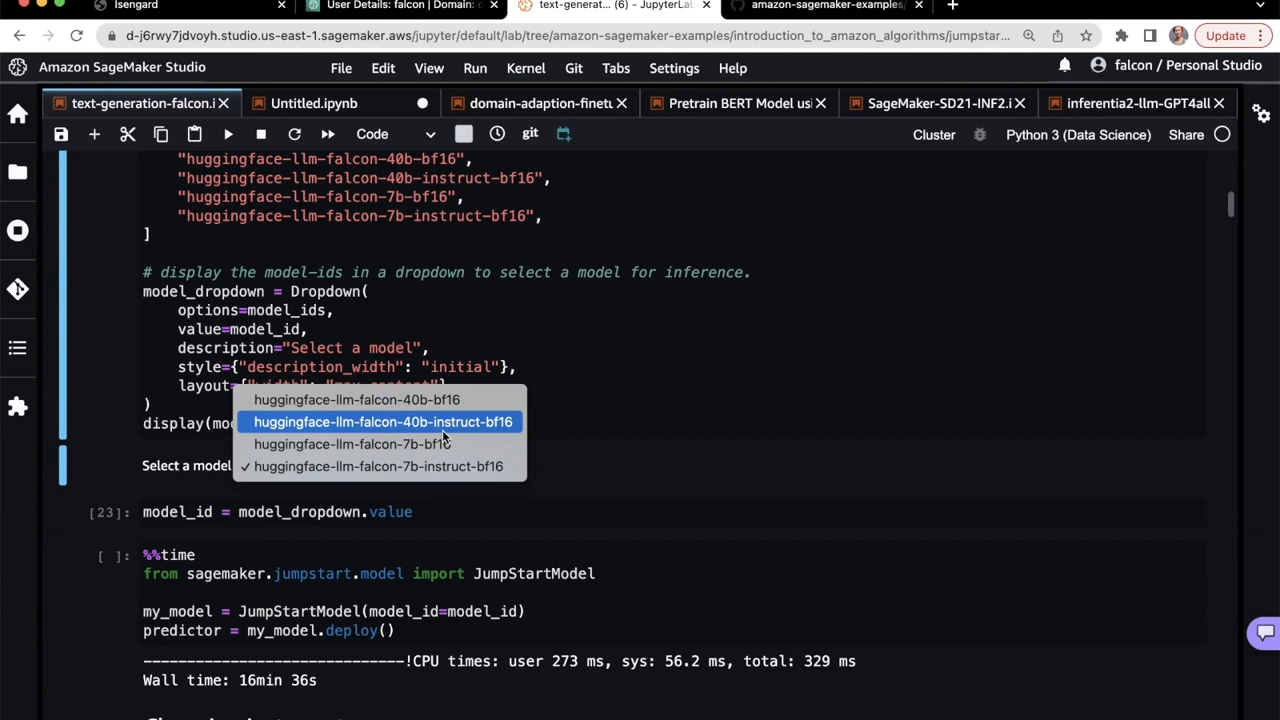 Isengard
User Details: falcon | Domain:
text-generat... (6) - JupyterLab
amazon-sagemaker-examples/
d-j6rwy7jdvoyh.studio.us-east-1.sagemaker.aws/jupyter/default/lab/tree/amazon-sagemaker-examples/introduction_to_amazon_algorithms/jumpstar...
Update
Amazon SageMaker Studio
File Edit View Run Kernel Git Tabs Settings Help
falcon / Personal Studio
text-generation-falcon.i
Untitled.ipynb
domain-adaption-finetu
Pretrain BERT Model usi
SageMaker-SD21-INF2.i
inferentia2-llm-GPT4all
Code
git
Cluster
Python 3 (Data Science)
Share
"huggingface-llm-falcon-40b-bf16",
"huggingface-llm-falcon-40b-instruct-bf16",
"huggingface-llm-falcon-7b-bf16",
"huggingface-llm-falcon-7b-instruct-bf16",
]
# display the model-ids in a dropdown to select a model for inference.
model_dropdown = Dropdown(
options=model_ids,
value=model_id,
description="Select a model",
style={"description_width": "initial"},
layout={"width": "max-content"}
)
display(mod
huggingface-llm-falcon-40b-bf16
huggingface-llm-falcon-40b-instruct-bf16
huggingface-llm-falcon-7b-bf16
✓ huggingface-llm-falcon-7b-instruct-bf16
Select a model
[23]: model_id = model_dropdown.value
[ ]: %%time
from sagemaker.jumpstart.model import JumpStartModel
my_model = JumpStartModel(model_id=model_id)
predictor = my_model.deploy()
------------------------------!CPU times: user 273 ms, sys: 56.2 ms, total: 329 ms
Wall time: 16min 36s